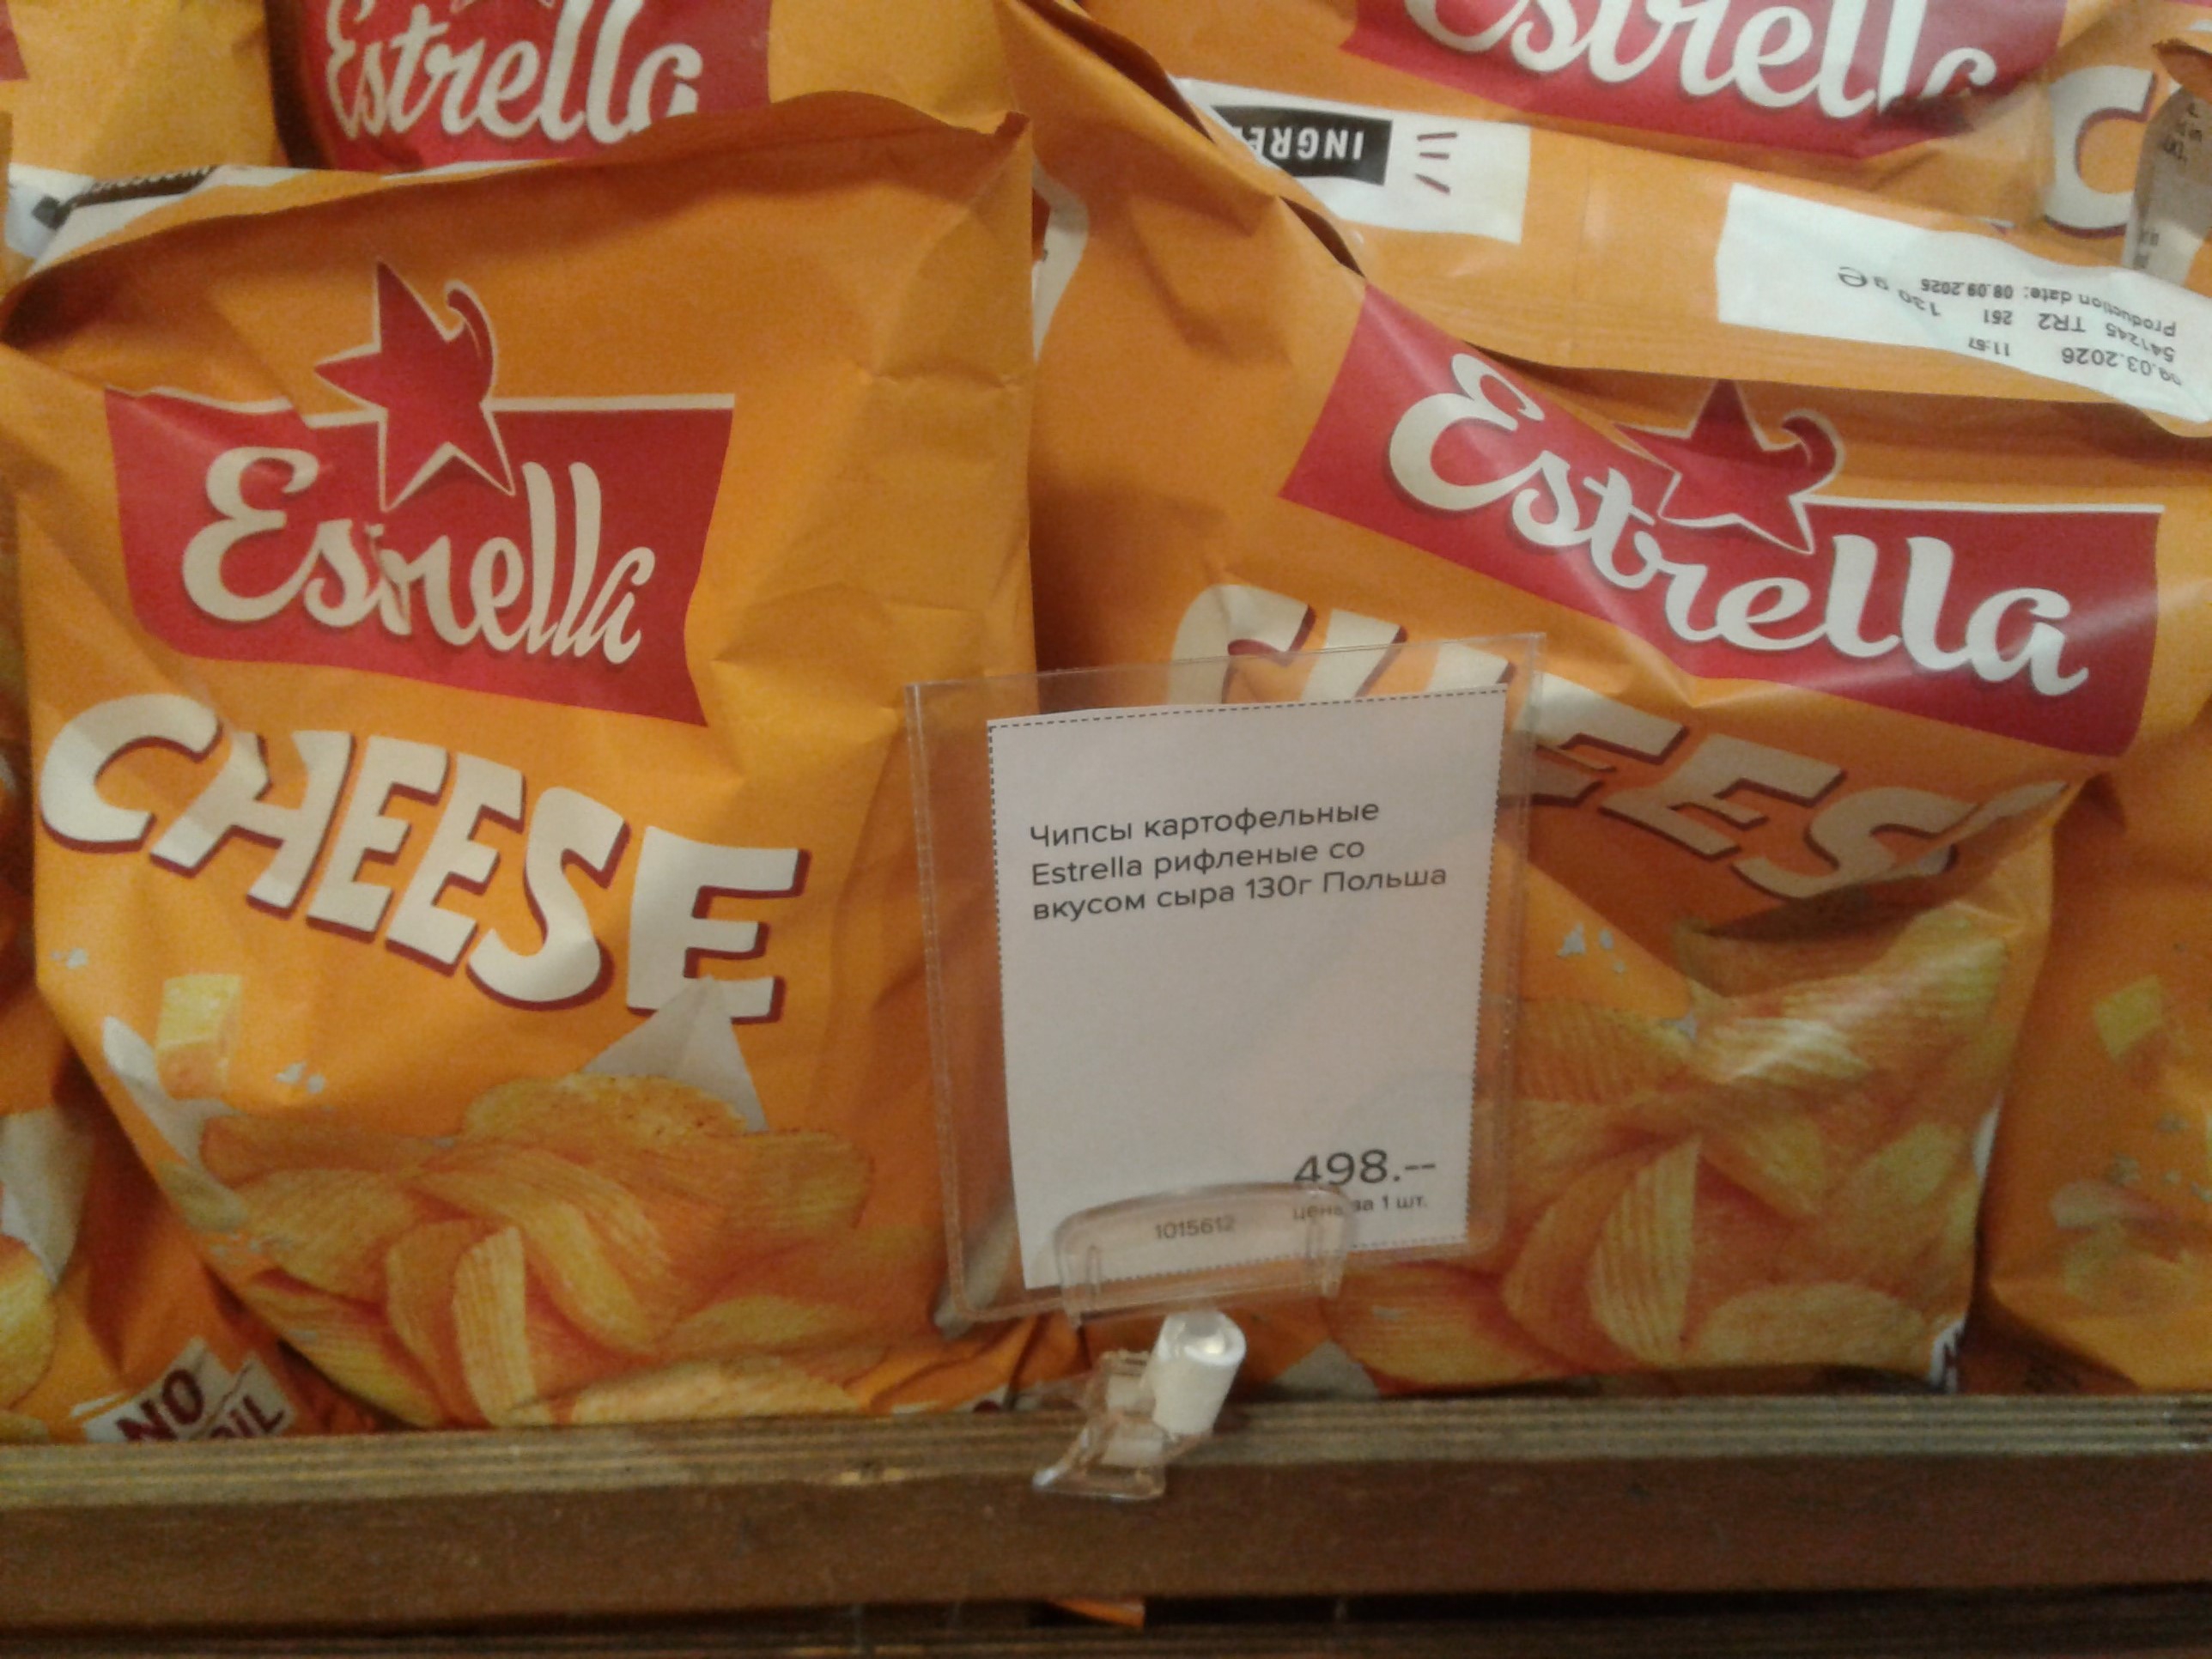 Estrella
Estrella
INGRE
130 g e
Production date: 08.09.2025
541245 TR2 261
09.03.2026 11:57
Estrella
Estrella
CHEESE
CHEES
C
Чипсы картофельные
Estrella рифленые со
вкусом сыра 130г Польша
498.--
цена за 1 шт.
1015612
NO
OIL